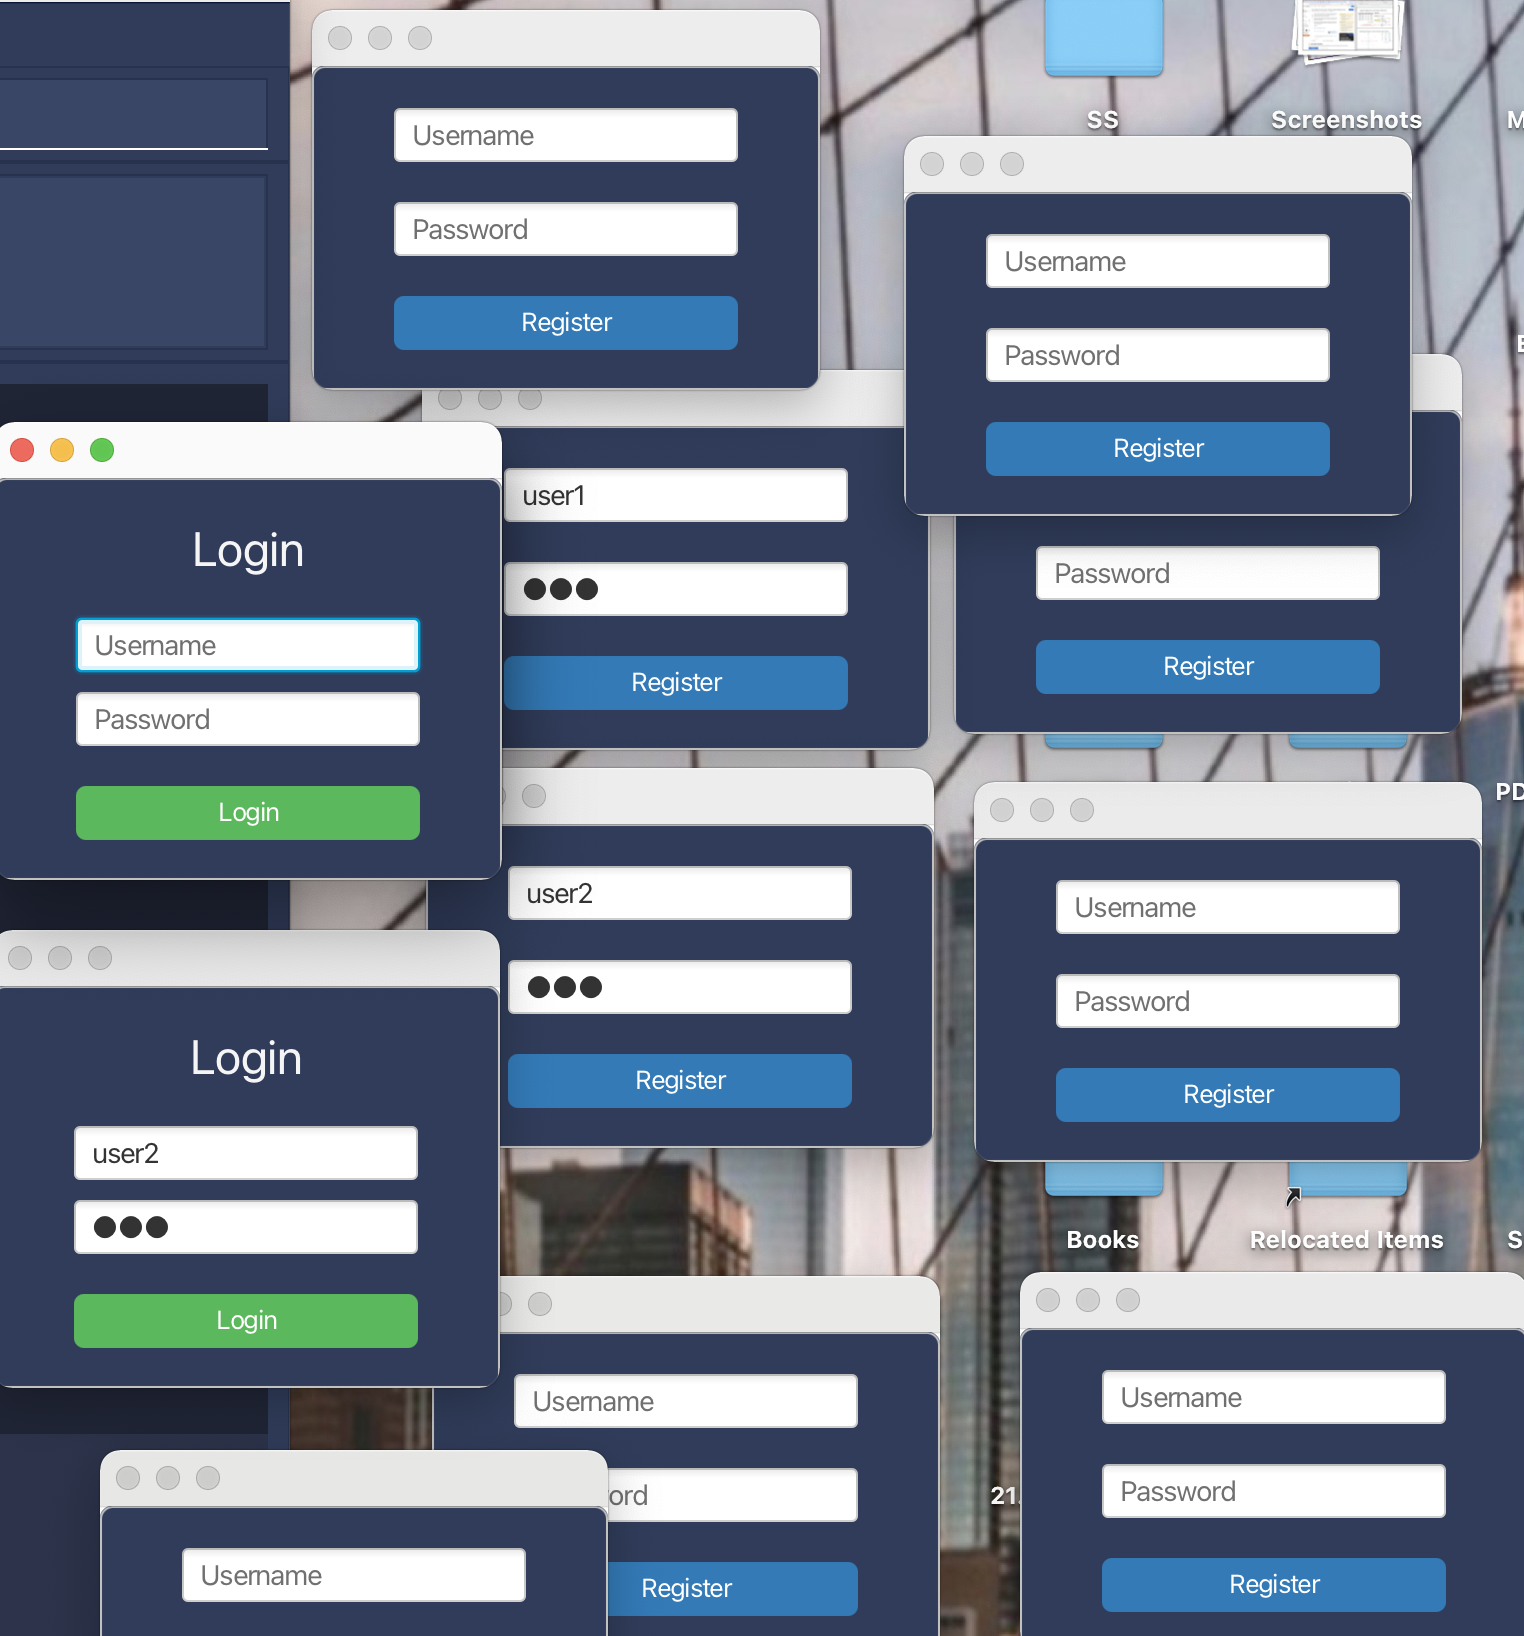 SS
Screenshots
M
Username
Password
Register
Username
Password
Register
user1
Register
Password
Register
Login
Username
Password
Login
PD
user2
Register
Username
Password
Register
Login
user2
Login
Books
Relocated Items
S
Username
ord
Register
21.
Username
Password
Register
Username